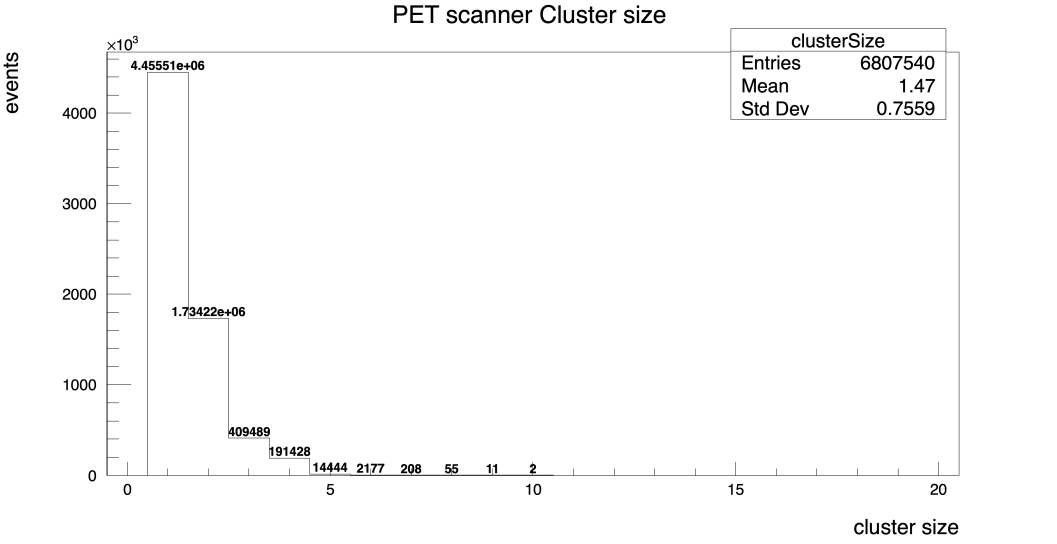 PET scanner Cluster size
×10³
events
clusterSize
Entries 6807540
Mean 1.47
Std Dev 0.7559
4.45551e+06
4000
3000
2000
1.73422e+06
1000
409489
191428
14444 2177 208 55 11 2
0
0 5 10 15 20
cluster size